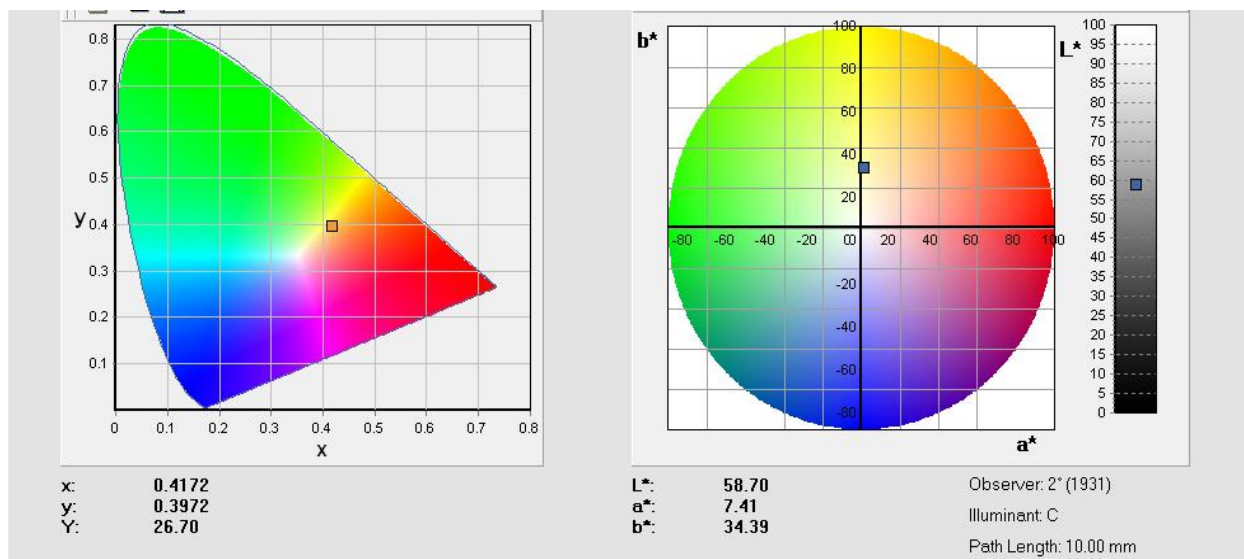 0.8
0.7
0.6
0.5
y 0.4
0.3
0.2
0.1
0 0.1 0.2 0.3 0.4 0.5 0.6 0.7 0.8
x
x: 0.4172
y: 0.3972
Y: 26.70
b*
100
80
60
40
20
-80 -60 -40 -20 00 20 40 60 80 100
-20
-40
-60
-80
a*
L*
100
95
90
85
80
75
70
65
60
55
50
45
40
35
30
25
20
15
10
5
0
L*: 58.70
a*: 7.41
b*: 34.39
Observer: 2° (1931)
Illuminant: C
Path Length: 10.00 mm